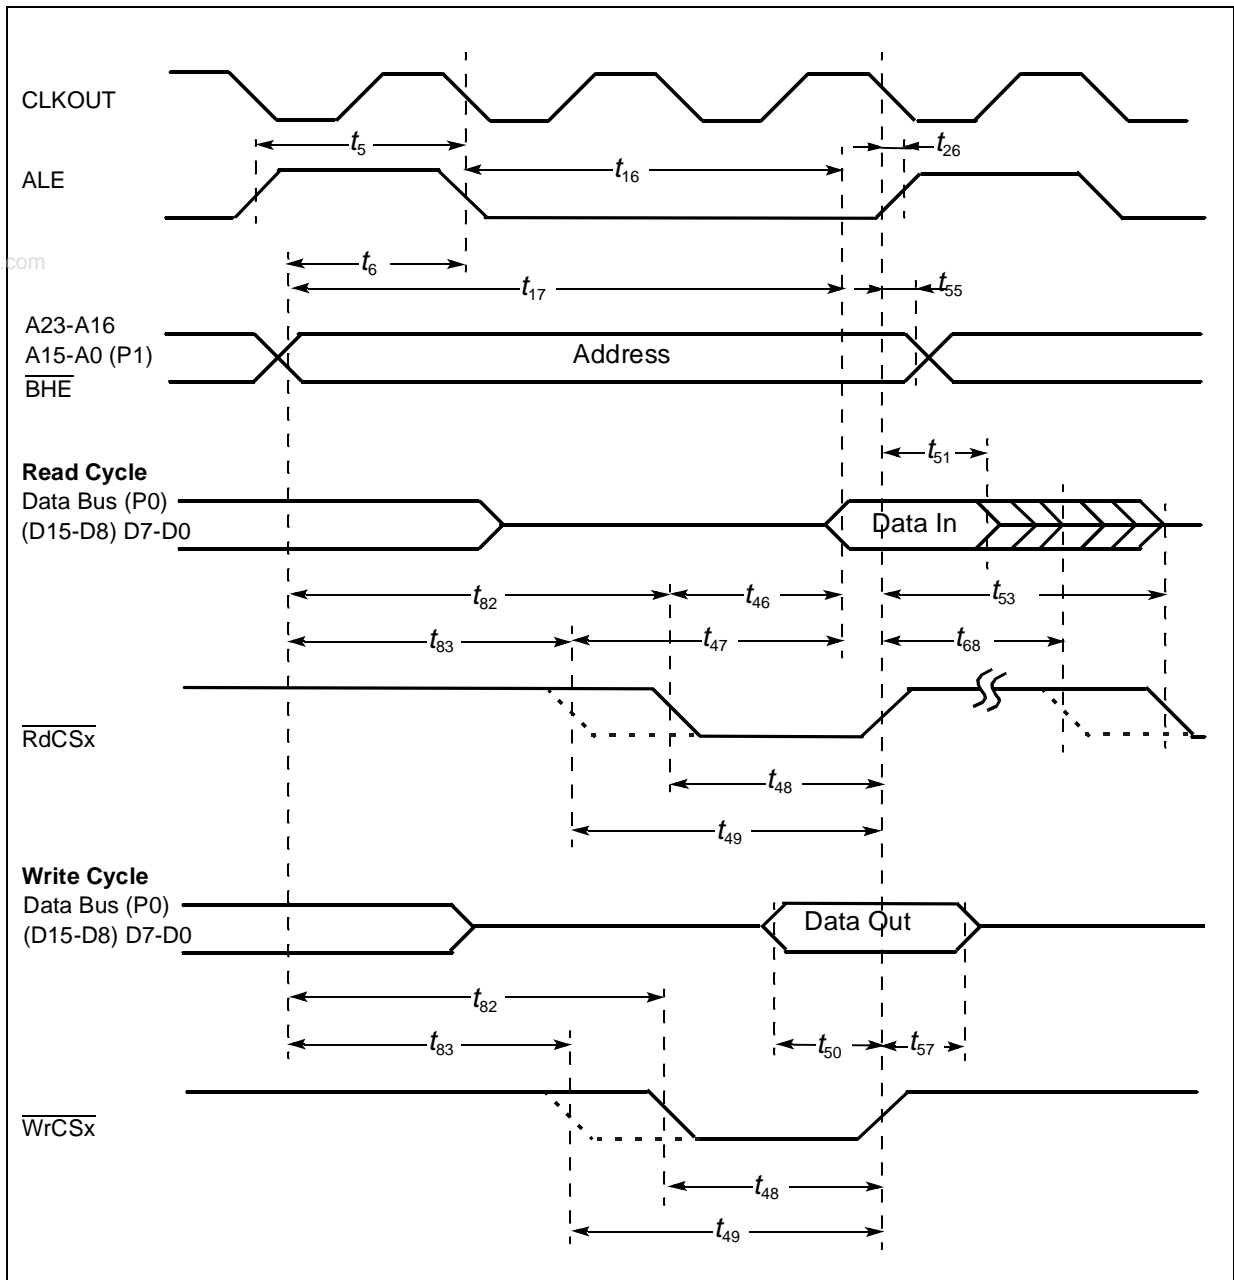 CLKOUT
t5
t26
ALE
t16
.com
t6
t17
t55
A23-A16
A15-A0 (P1)
BHE
Address
t51
Read Cycle
Data Bus (P0)
(D15-D8) D7-D0
Data In
t82
t46
t53
t83
t47
t68
RdCSx
t48
t49
Write Cycle
Data Bus (P0)
(D15-D8) D7-D0
Data Out
t82
t83
t50
t57
WrCSx
t48
t49